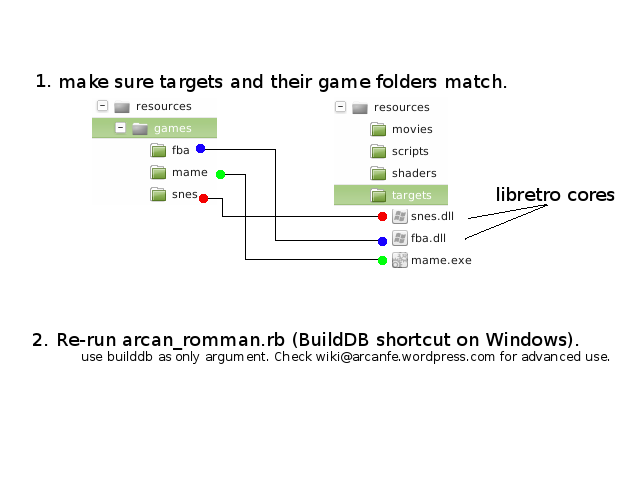 1. make sure targets and their game folders match.
resources
games
fba
mame
snes
resources
movies
scripts
shaders
targets
snes.dll
fba.dll
mame.exe
libretro cores
2. Re-run arcan_romman.rb (BuildDB shortcut on Windows).
use builddb as only argument. Check wiki@arcanfe.wordpress.com for advanced use.